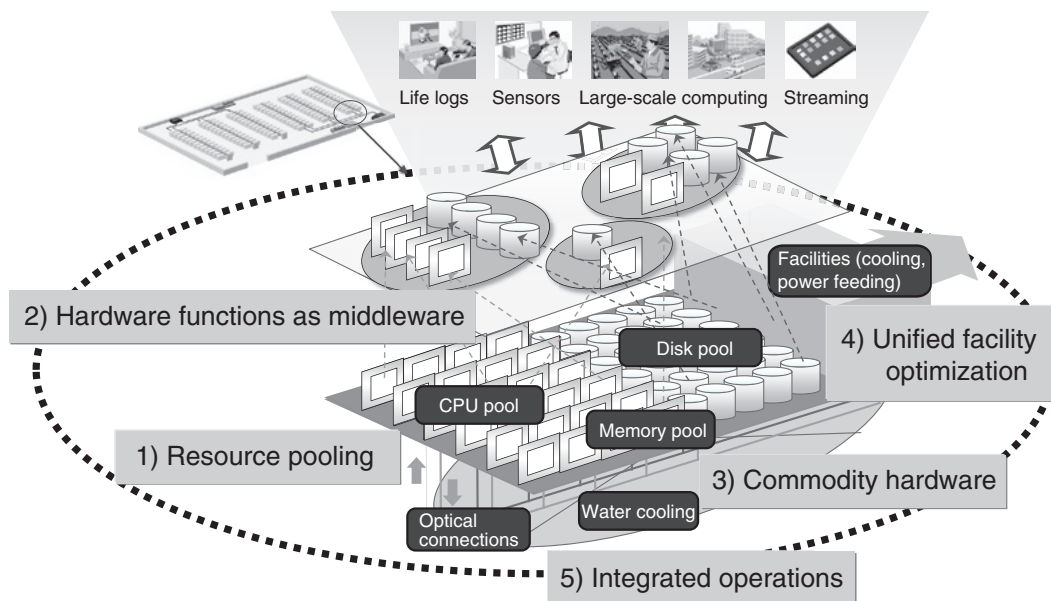 Life logs
Sensors
Large-scale computing
Streaming
Facilities (cooling,
power feeding)
2) Hardware functions as middleware
4) Unified facility
optimization
Disk pool
CPU pool
Memory pool
1) Resource pooling
3) Commodity hardware
Optical
connections
Water cooling
5) Integrated operations